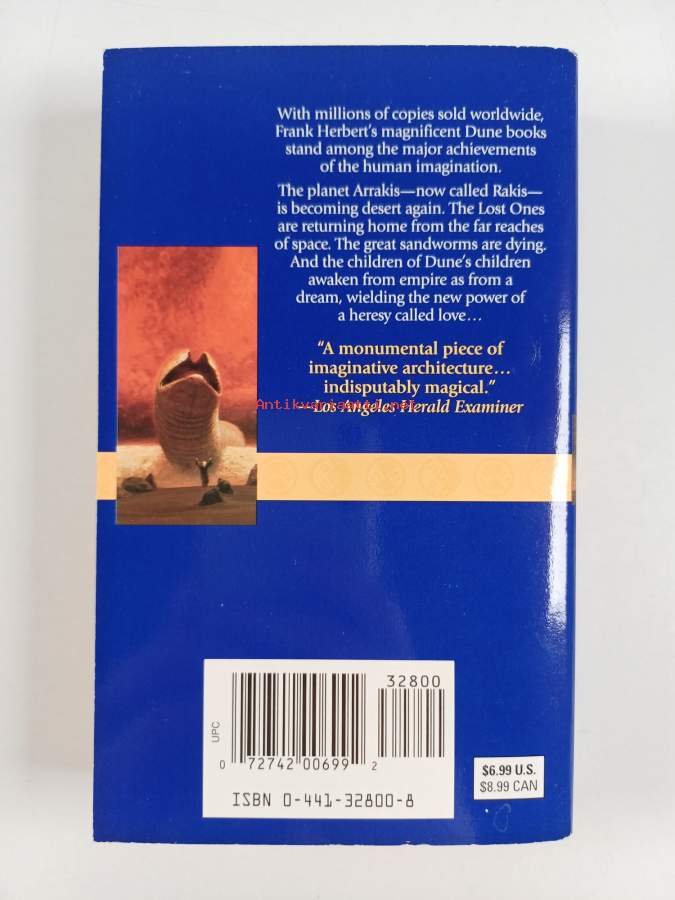 With millions of copies sold worldwide,
Frank Herbert's magnificent Dune books
stand among the major achievements
of the human imagination.
The planet Arrakis—now called Rakis—
is becoming desert again. The Lost Ones
are returning home from the far reaches
of space. The great sandworms are dying.
And the children of Dune's children
awaken from empire as from a
dream, wielding the new power of
a heresy called love...
"A monumental piece of
imaginative architecture...
indisputably magical."
—Los Angeles Herald Examiner
Antikvariaatti.net
32800
UPC
0 72742 00699 2
ISBN 0-441-32800-8
$6.99 U.S.
$8.99 CAN